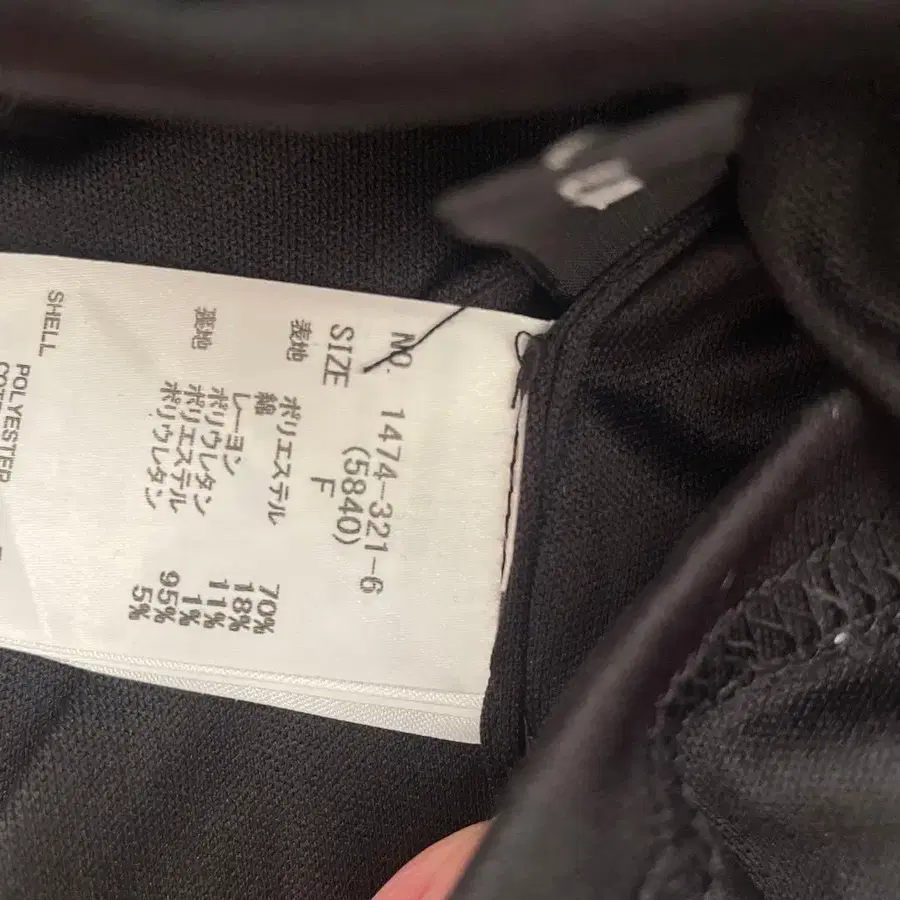 NO. 1474-321-6
(5840)
SIZE F
表地 ポリエステル 70%
綿 18%
レーヨン 11%
ポリウレタン 1%
裏地 ポリエステル 95%
ポリウレタン 5%
SHELL POLYESTER